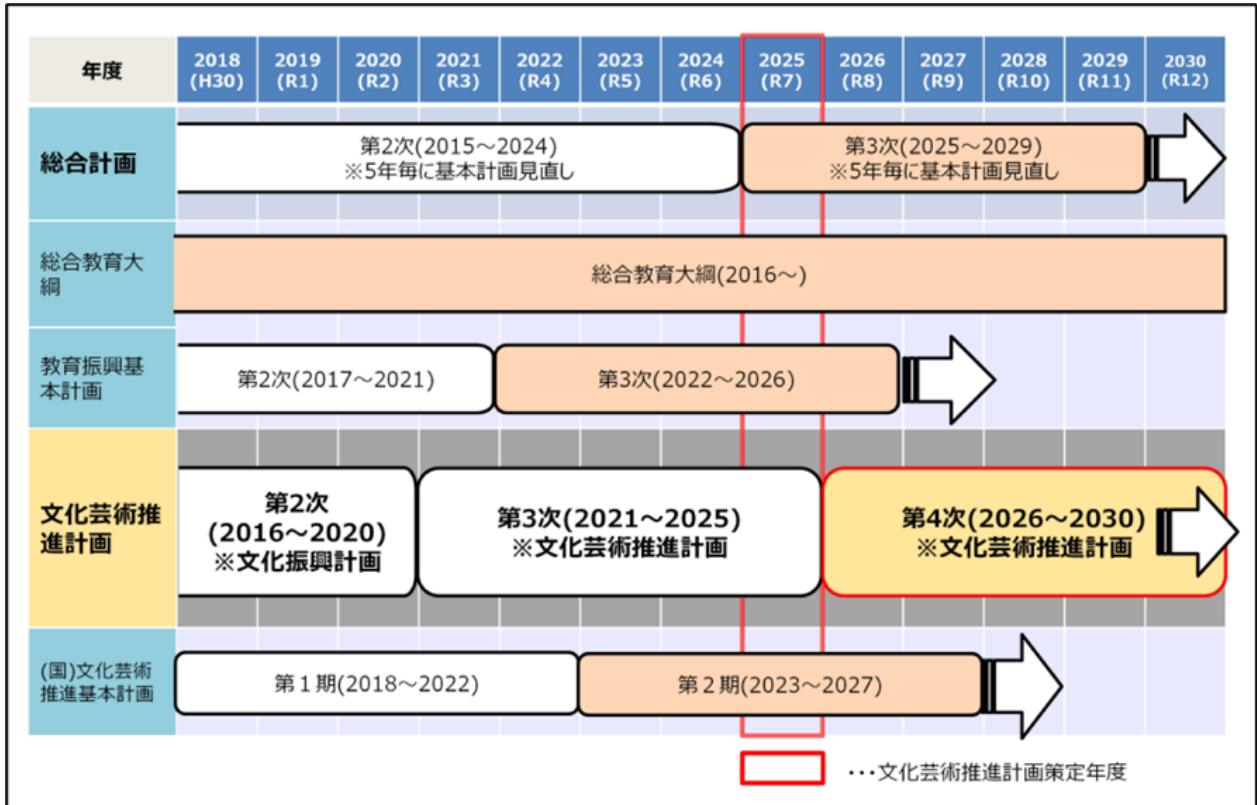 年度
2018
(H30)
2019
(R1)
2020
(R2)
2021
(R3)
2022
(R4)
2023
(R5)
2024
(R6)
2025
(R7)
2026
(R8)
2027
(R9)
2028
(R10)
2029
(R11)
2030
(R12)
総合計画
第2次(2015～2024)
※5年毎に基本計画見直し
第3次(2025～2029)
※5年毎に基本計画見直し
総合教育大
綱
総合教育大綱(2016～)
教育振興基
本計画
第2次(2017～2021)
第3次(2022～2026)
文化芸術推
進計画
第2次
(2016～2020)
※文化振興計画
第3次(2021～2025)
※文化芸術推進計画
第4次(2026～2030)
※文化芸術推進計画
(国)文化芸術
推進基本計画
第１期(2018～2022)
第２期(2023～2027)
･･･文化芸術推進計画策定年度